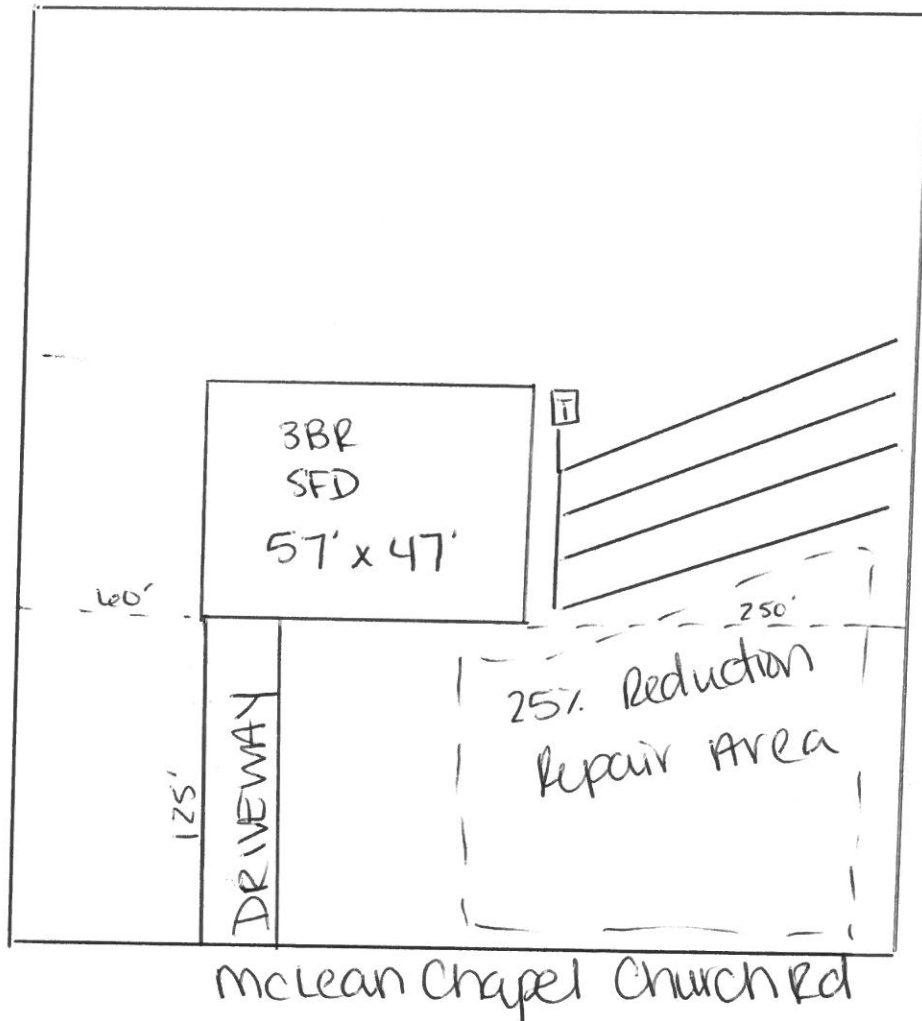 T
3BR
SFD
57' x 47'
60'
250'
25% Reduction
Repair Area
125'
DRIVEWAY
McLean Chapel Church Rd